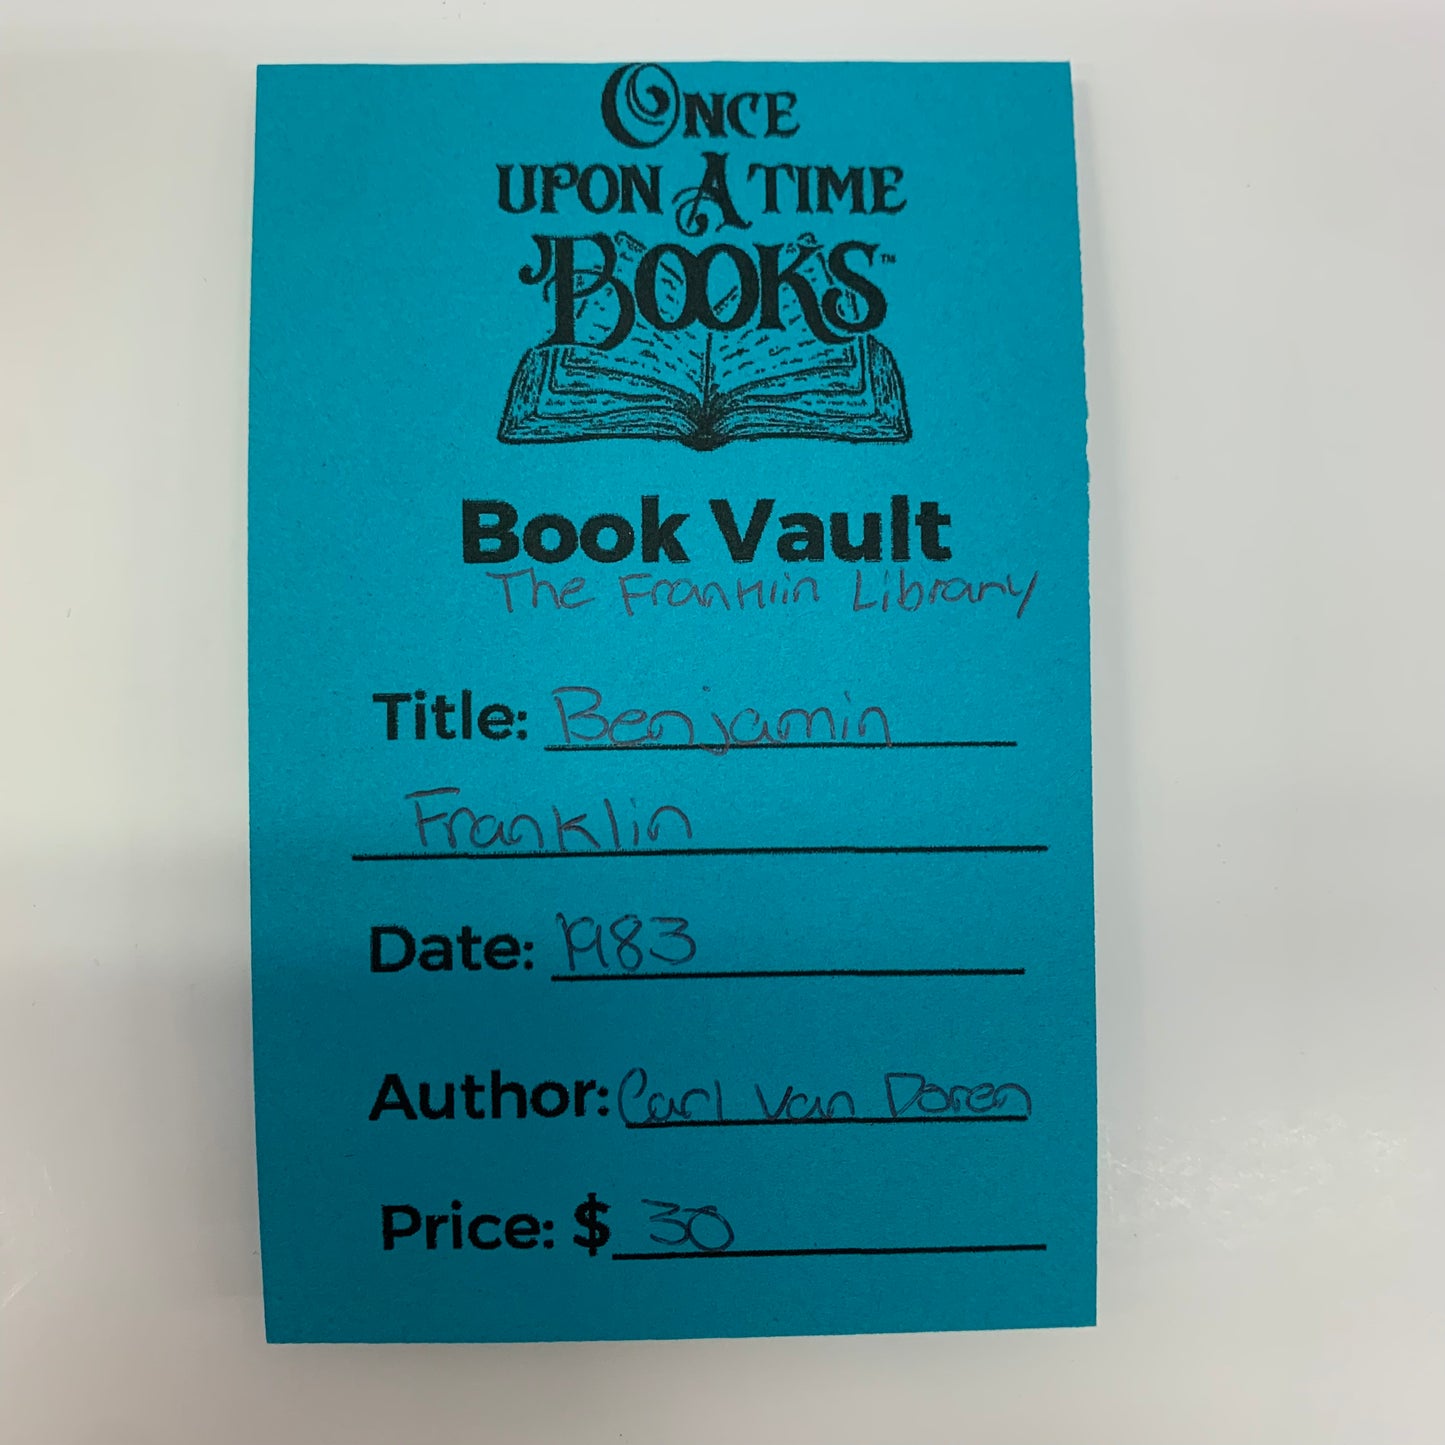 ONCE
UPON A TIME
BOOKS™
Book Vault
The Franklin Library
Title: Benjamin
Franklin
Date: 1983
Author: Carl Van Doren
Price: $ 30